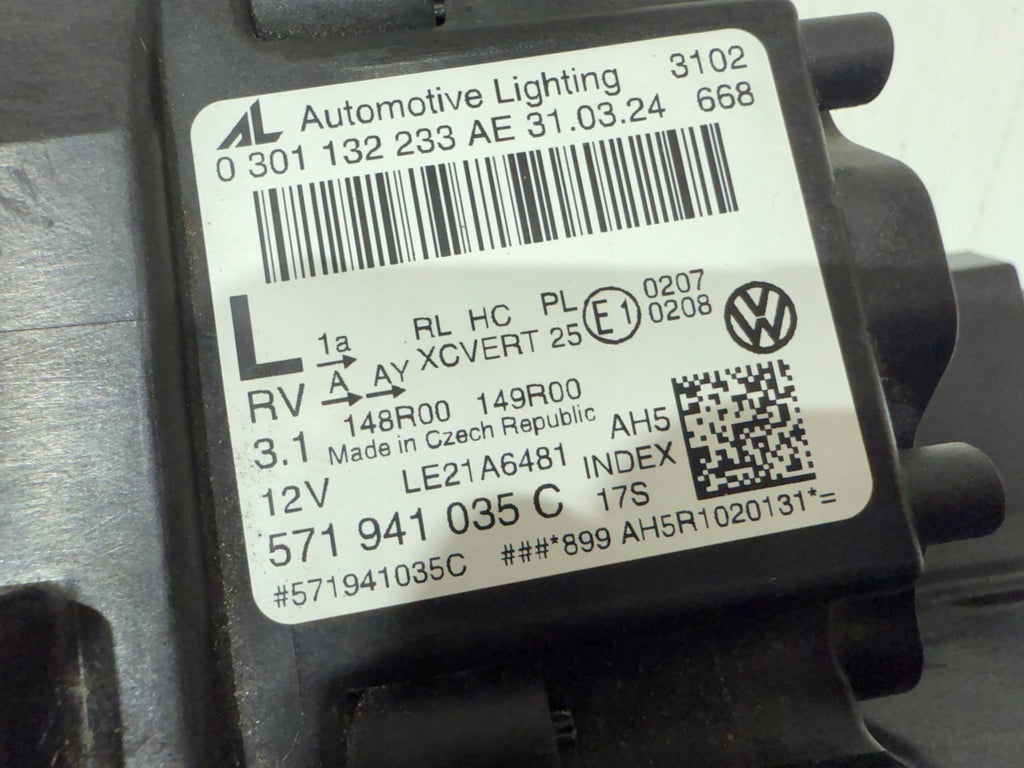 AL Automotive Lighting 3102
0 301 132 233 AE 31.03.24 668
L 1a RL HC PL E1 0207
A AY XCVERT 25 0208
RV 148R00 149R00
3.1 Made in Czech Republic AH5
12V LE21A6481 INDEX
571 941 035 C 17S
#571941035C ###*899 AH5R1020131*=